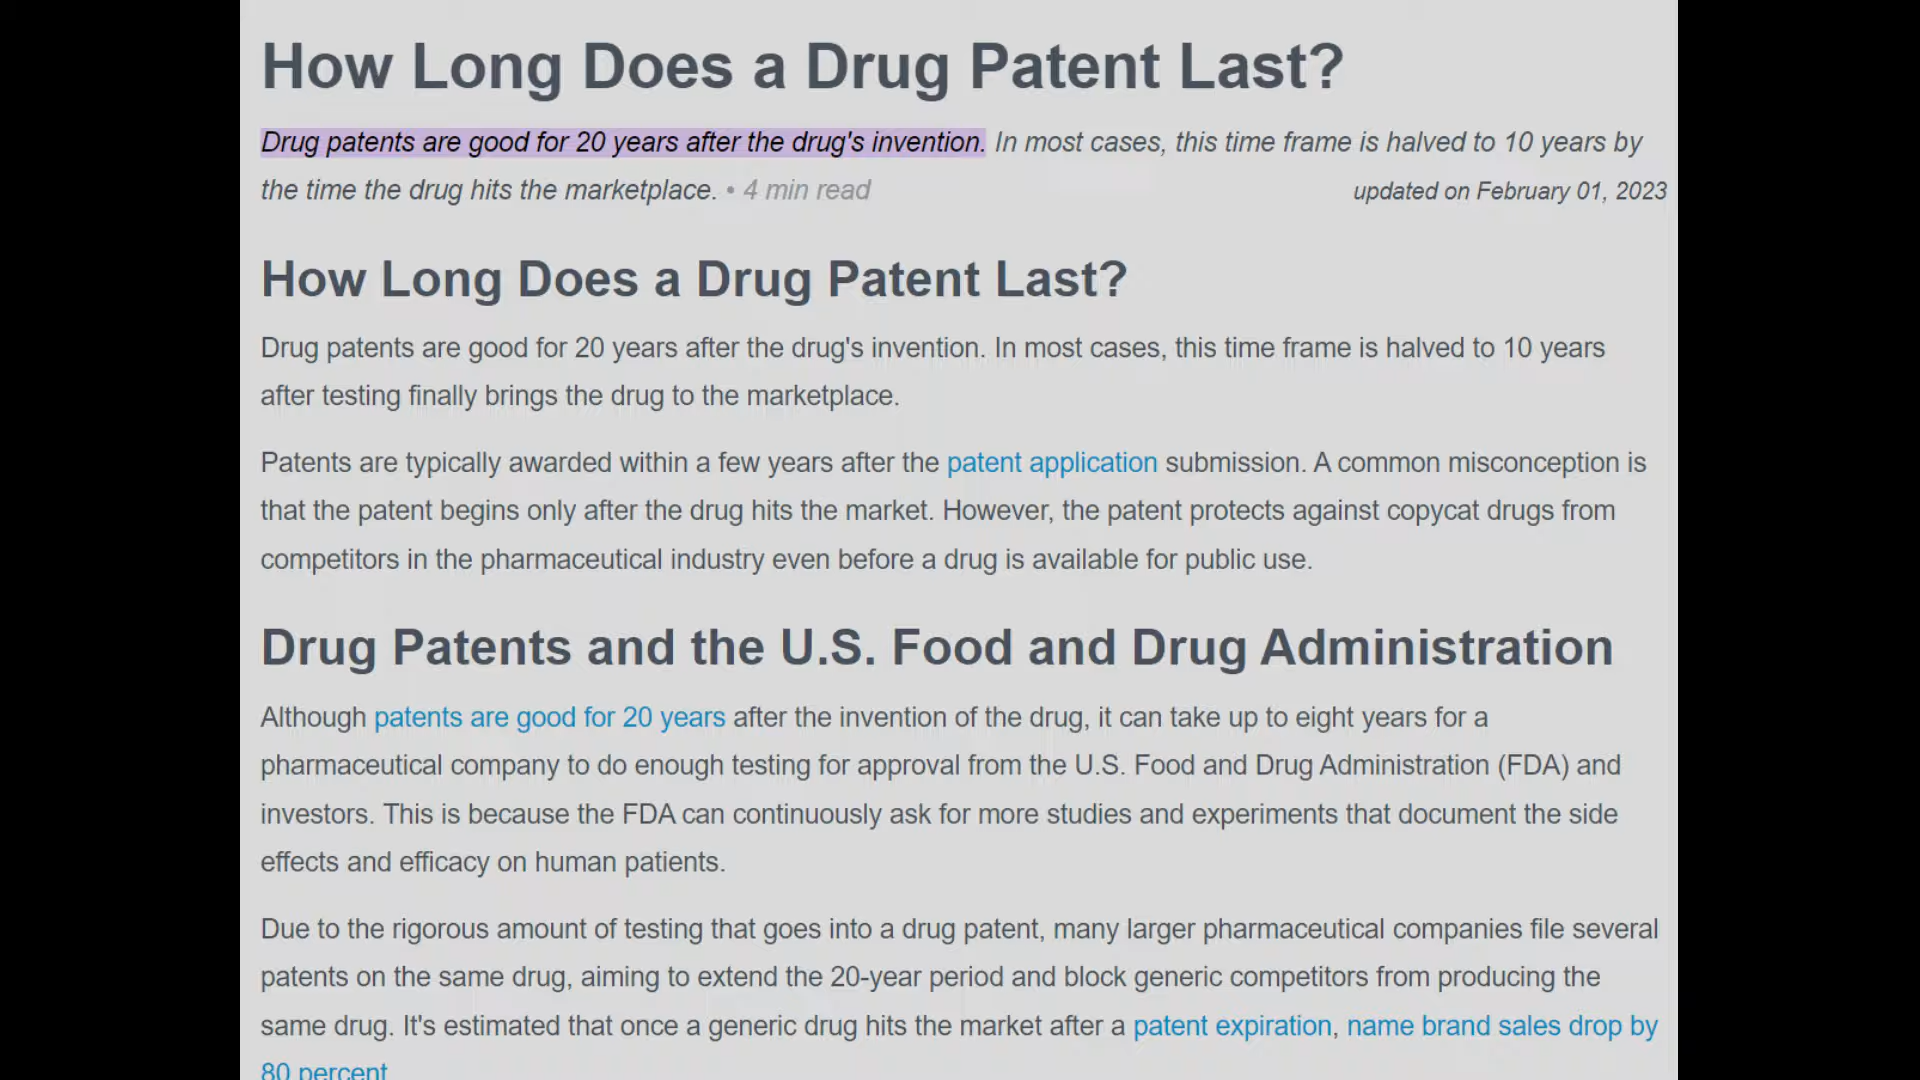 How Long Does a Drug Patent Last?
Drug patents are good for 20 years after the drug's invention. In most cases, this time frame is halved to 10 years by
the time the drug hits the marketplace. • 4 min read
updated on February 01, 2023
How Long Does a Drug Patent Last?
Drug patents are good for 20 years after the drug's invention. In most cases, this time frame is halved to 10 years
after testing finally brings the drug to the marketplace.
Patents are typically awarded within a few years after the patent application submission. A common misconception is
that the patent begins only after the drug hits the market. However, the patent protects against copycat drugs from
competitors in the pharmaceutical industry even before a drug is available for public use.
Drug Patents and the U.S. Food and Drug Administration
Although patents are good for 20 years after the invention of the drug, it can take up to eight years for a
pharmaceutical company to do enough testing for approval from the U.S. Food and Drug Administration (FDA) and
investors. This is because the FDA can continuously ask for more studies and experiments that document the side
effects and efficacy on human patients.
Due to the rigorous amount of testing that goes into a drug patent, many larger pharmaceutical companies file several
patents on the same drug, aiming to extend the 20-year period and block generic competitors from producing the
same drug. It's estimated that once a generic drug hits the market after a patent expiration, name brand sales drop by
80 percent